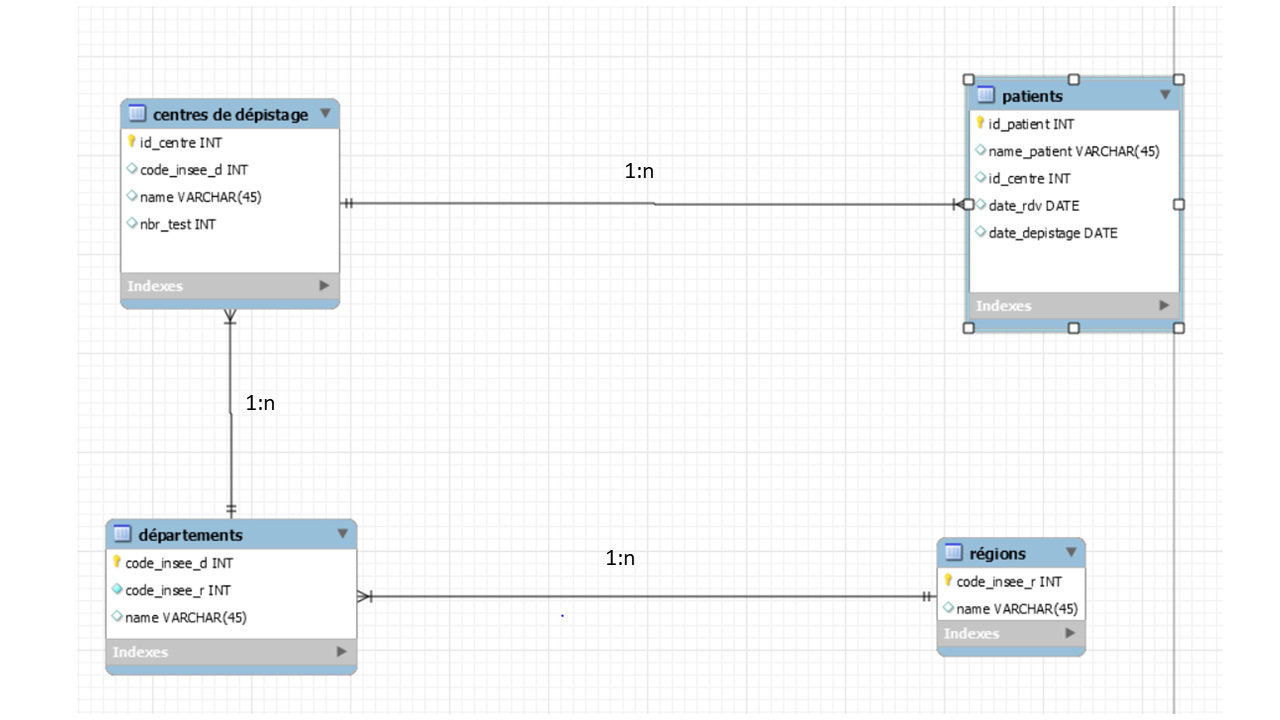 centres de dépistage
id_centre INT
code_insee_d INT
name VARCHAR(45)
nbr_test INT
Indexes
1:n
patients
id_patient INT
name_patient VARCHAR(45)
id_centre INT
date_rdv DATE
date_depistage DATE
Indexes
1:n
départements
code_insee_d INT
code_insee_r INT
name VARCHAR(45)
Indexes
1:n
régions
code_insee_r INT
name VARCHAR(45)
Indexes